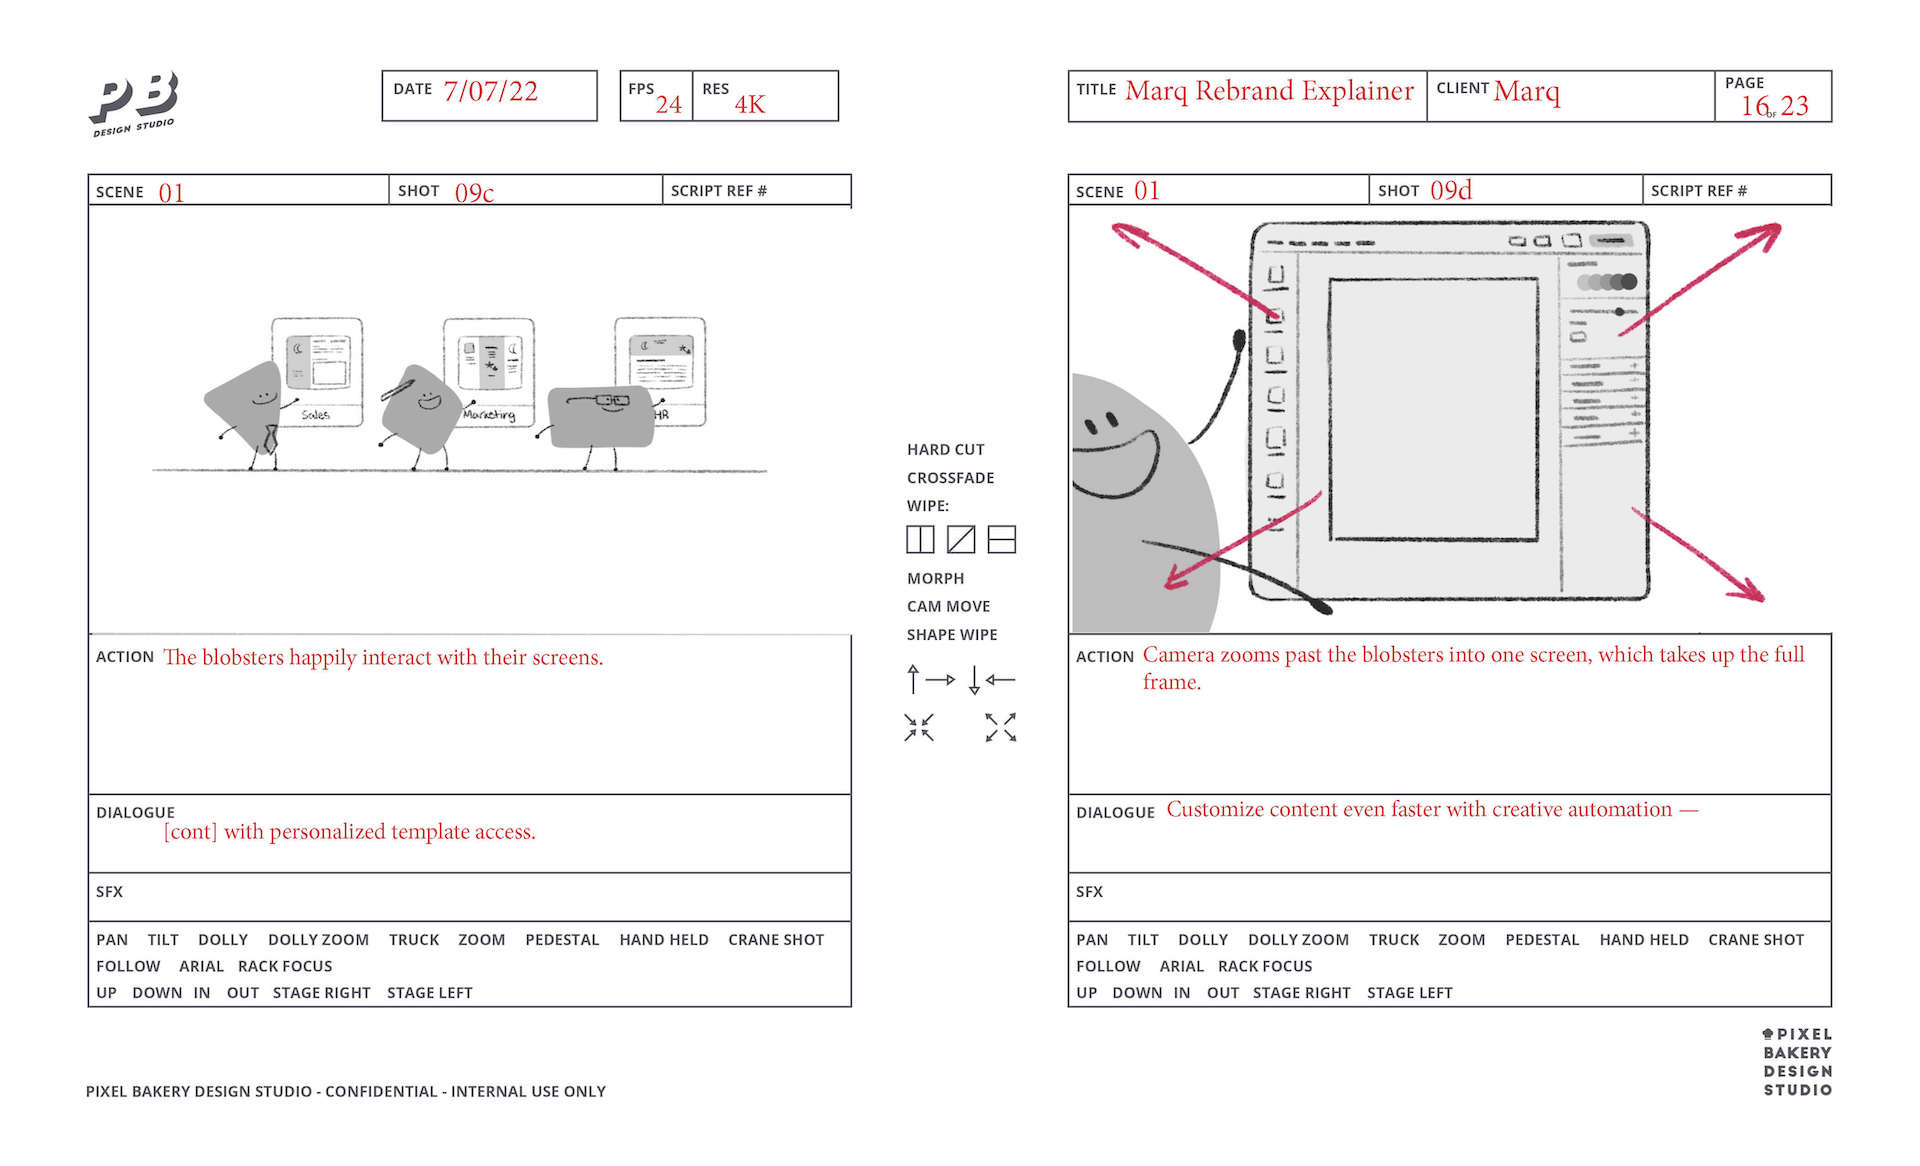 PB
DESIGN STUDIO
DATE 7/07/22
FPS 24
RES 4K
TITLE Marq Rebrand Explainer
CLIENT Marq
PAGE 16 OF 23
SCENE 01
SHOT 09c
SCRIPT REF #
Sales
Marketing
HR
ACTION The blobsters happily interact with their screens.
DIALOGUE
[cont] with personalized template access.
SFX
PAN TILT DOLLY DOLLY ZOOM TRUCK ZOOM PEDESTAL HAND HELD CRANE SHOT
FOLLOW ARIAL RACK FOCUS
UP DOWN IN OUT STAGE RIGHT STAGE LEFT
HARD CUT
CROSSFADE
WIPE:
MORPH
CAM MOVE
SHAPE WIPE
SCENE 01
SHOT 09d
SCRIPT REF #
ACTION Camera zooms past the blobsters into one screen, which takes up the full
frame.
DIALOGUE Customize content even faster with creative automation —
SFX
PAN TILT DOLLY DOLLY ZOOM TRUCK ZOOM PEDESTAL HAND HELD CRANE SHOT
FOLLOW ARIAL RACK FOCUS
UP DOWN IN OUT STAGE RIGHT STAGE LEFT
PIXEL
BAKERY
DESIGN
STUDIO
PIXEL BAKERY DESIGN STUDIO - CONFIDENTIAL - INTERNAL USE ONLY